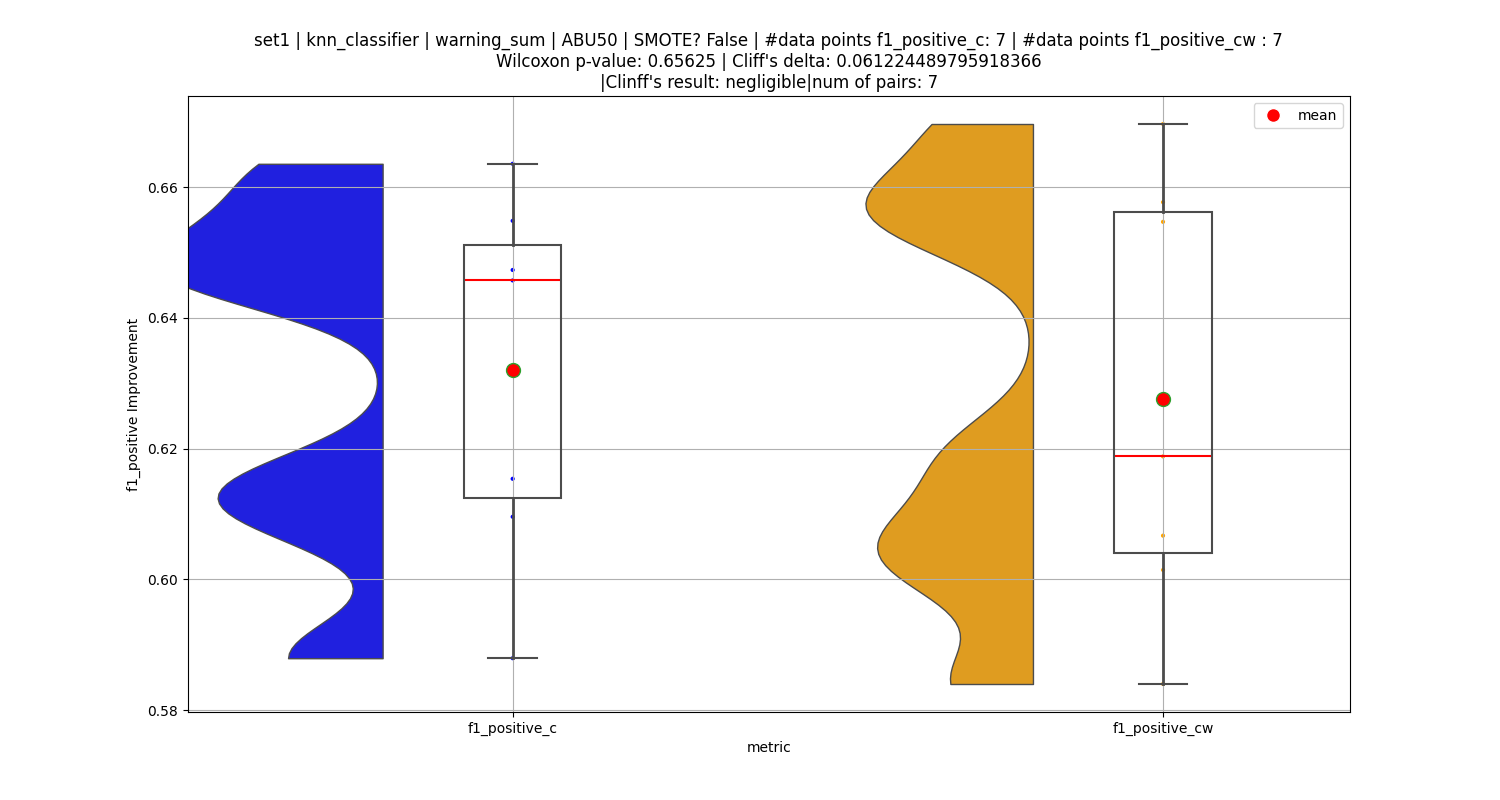 set1 | knn_classifier | warning_sum | ABU50 | SMOTE? False | #data points f1_positive_c: 7 | #data points f1_positive_cw : 7
Wilcoxon p-value: 0.65625 | Cliff's delta: 0.061224489795918366
|Clinff's result: negligible|num of pairs: 7
mean
0.66
0.64
0.62
0.60
0.58
f1_positive Improvement
f1_positive_c
f1_positive_cw
metric